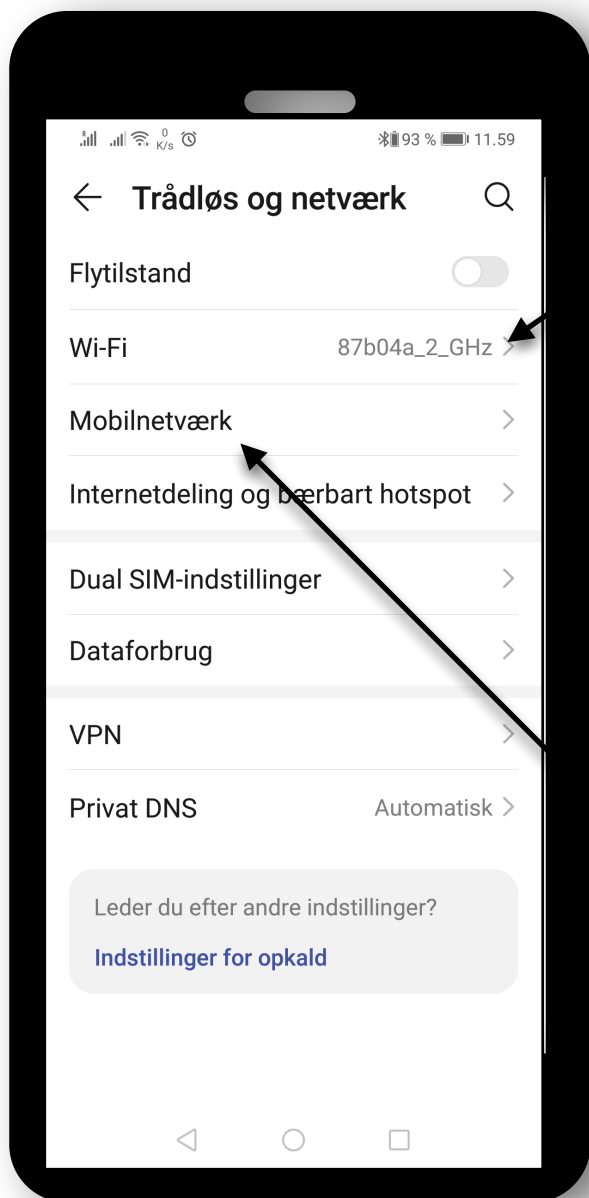 R 0 K/s 93 % 11.59
Trådløs og netværk
Flytilstand
Wi-Fi 87b04a_2_GHz
Mobilnetværk
Internetdeling og bærbart hotspot
Dual SIM-indstillinger
Dataforbrug
VPN
Privat DNS Automatisk
Leder du efter andre indstillinger?
Indstillinger for opkald